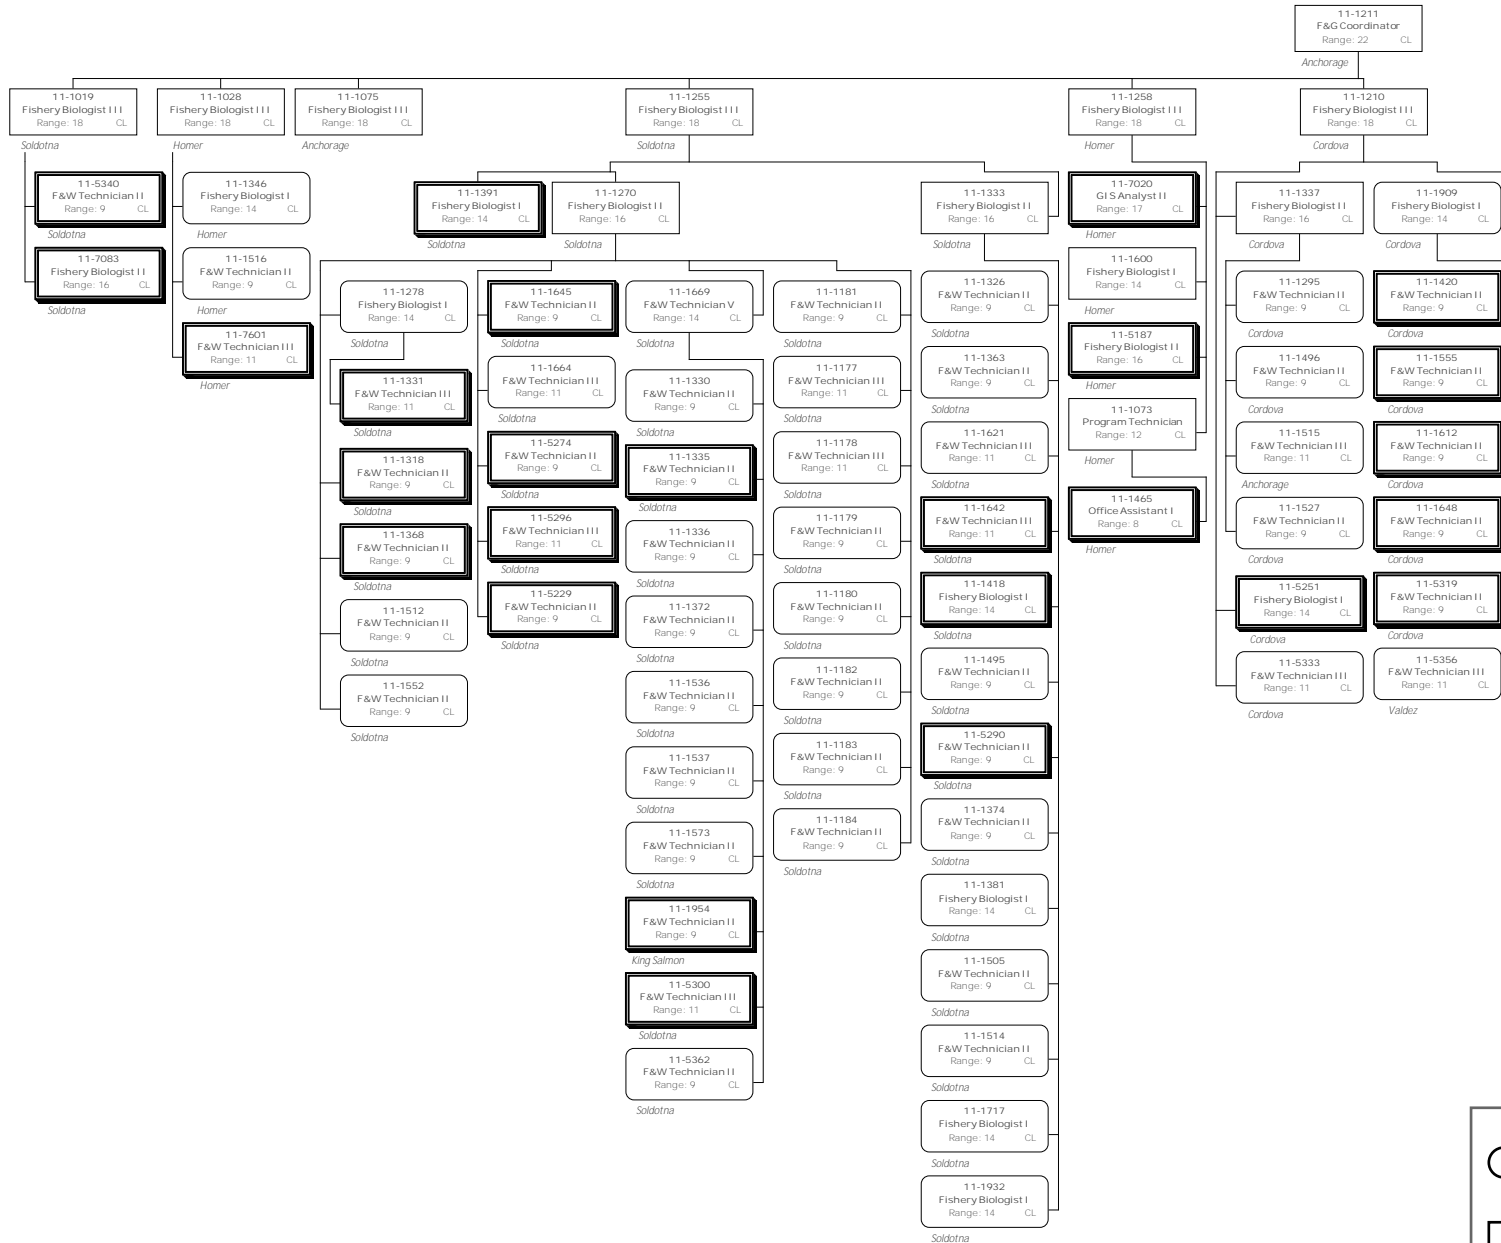 11-1211
F&G Coordinator
Range: 22 CL
Anchorage
11-1019
Fishery Biologist III
Range: 18 CL
Soldotna
11-5340
F&W Technician II
Range: 9 CL
Soldotna
11-7083
Fishery Biologist II
Range: 16 CL
Soldotna
11-1028
Fishery Biologist III
Range: 18 CL
Homer
11-1346
Fishery Biologist I
Range: 14 CL
Homer
11-1516
F&W Technician II
Range: 9 CL
Homer
11-7601
F&W Technician III
Range: 11 CL
Homer
11-1075
Fishery Biologist III
Range: 18 CL
Anchorage
11-1255
Fishery Biologist III
Range: 18 CL
Soldotna
11-1391
Fishery Biologist I
Range: 14 CL
Soldotna
11-1270
Fishery Biologist II
Range: 16 CL
Soldotna
11-1278
Fishery Biologist I
Range: 14 CL
Soldotna
11-1331
F&W Technician III
Range: 11 CL
Soldotna
11-1318
F&W Technician II
Range: 9 CL
Soldotna
11-1368
F&W Technician II
Range: 9 CL
Soldotna
11-1512
F&W Technician II
Range: 9 CL
Soldotna
11-1552
F&W Technician II
Range: 9 CL
Soldotna
11-1645
F&W Technician II
Range: 9 CL
Soldotna
11-1664
F&W Technician III
Range: 11 CL
Soldotna
11-5274
F&W Technician II
Range: 9 CL
Soldotna
11-5296
F&W Technician III
Range: 11 CL
Soldotna
11-5229
F&W Technician II
Range: 9 CL
Soldotna
11-1669
F&W Technician V
Range: 14 CL
Soldotna
11-1330
F&W Technician II
Range: 9 CL
Soldotna
11-1335
F&W Technician II
Range: 9 CL
Soldotna
11-1336
F&W Technician II
Range: 9 CL
Soldotna
11-1372
F&W Technician II
Range: 9 CL
Soldotna
11-1536
F&W Technician II
Range: 9 CL
Soldotna
11-1537
F&W Technician II
Range: 9 CL
Soldotna
11-1573
F&W Technician II
Range: 9 CL
Soldotna
11-1954
F&W Technician II
Range: 9 CL
King Salmon
11-5300
F&W Technician III
Range: 11 CL
Soldotna
11-5362
F&W Technician II
Range: 9 CL
Soldotna
11-1181
F&W Technician II
Range: 9 CL
Soldotna
11-1177
F&W Technician III
Range: 11 CL
Soldotna
11-1178
F&W Technician III
Range: 11 CL
Soldotna
11-1179
F&W Technician II
Range: 9 CL
Soldotna
11-1180
F&W Technician II
Range: 9 CL
Soldotna
11-1182
F&W Technician II
Range: 9 CL
Soldotna
11-1183
F&W Technician II
Range: 9 CL
Soldotna
11-1184
F&W Technician II
Range: 9 CL
Soldotna
11-1333
Fishery Biologist II
Range: 16 CL
Soldotna
11-1326
F&W Technician II
Range: 9 CL
Soldotna
11-1363
F&W Technician II
Range: 9 CL
Soldotna
11-1621
F&W Technician III
Range: 11 CL
Soldotna
11-1642
F&W Technician III
Range: 11 CL
Soldotna
11-1418
Fishery Biologist I
Range: 14 CL
Soldotna
11-1495
F&W Technician II
Range: 9 CL
Soldotna
11-5290
F&W Technician II
Range: 9 CL
Soldotna
11-1374
F&W Technician II
Range: 9 CL
Soldotna
11-1381
Fishery Biologist I
Range: 14 CL
Soldotna
11-1505
F&W Technician II
Range: 9 CL
Soldotna
11-1514
F&W Technician II
Range: 9 CL
Soldotna
11-1717
Fishery Biologist I
Range: 14 CL
Soldotna
11-1932
Fishery Biologist I
Range: 14 CL
Soldotna
11-1258
Fishery Biologist III
Range: 18 CL
Homer
11-7020
GIS Analyst II
Range: 17 CL
Homer
11-1600
Fishery Biologist I
Range: 14 CL
Homer
11-5187
Fishery Biologist II
Range: 16 CL
Homer
11-1073
Program Technician
Range: 12 CL
Homer
11-1465
Office Assistant I
Range: 8 CL
Homer
11-1210
Fishery Biologist III
Range: 18 CL
Cordova
11-1337
Fishery Biologist II
Range: 16 CL
Cordova
11-1295
F&W Technician II
Range: 9 CL
Cordova
11-1496
F&W Technician II
Range: 9 CL
Cordova
11-1515
F&W Technician III
Range: 11 CL
Anchorage
11-1527
F&W Technician II
Range: 9 CL
Cordova
11-5251
Fishery Biologist I
Range: 14 CL
Cordova
11-5333
F&W Technician III
Range: 11 CL
Cordova
11-1909
Fishery Biologist I
Range: 14 CL
Cordova
11-1420
F&W Technician II
Range: 9 CL
Cordova
11-1555
F&W Technician II
Range: 9 CL
Cordova
11-1612
F&W Technician II
Range: 9 CL
Cordova
11-1648
F&W Technician II
Range: 9 CL
Cordova
11-5319
F&W Technician II
Range: 9 CL
Cordova
11-5356
F&W Technician III
Range: 11 CL
Valdez